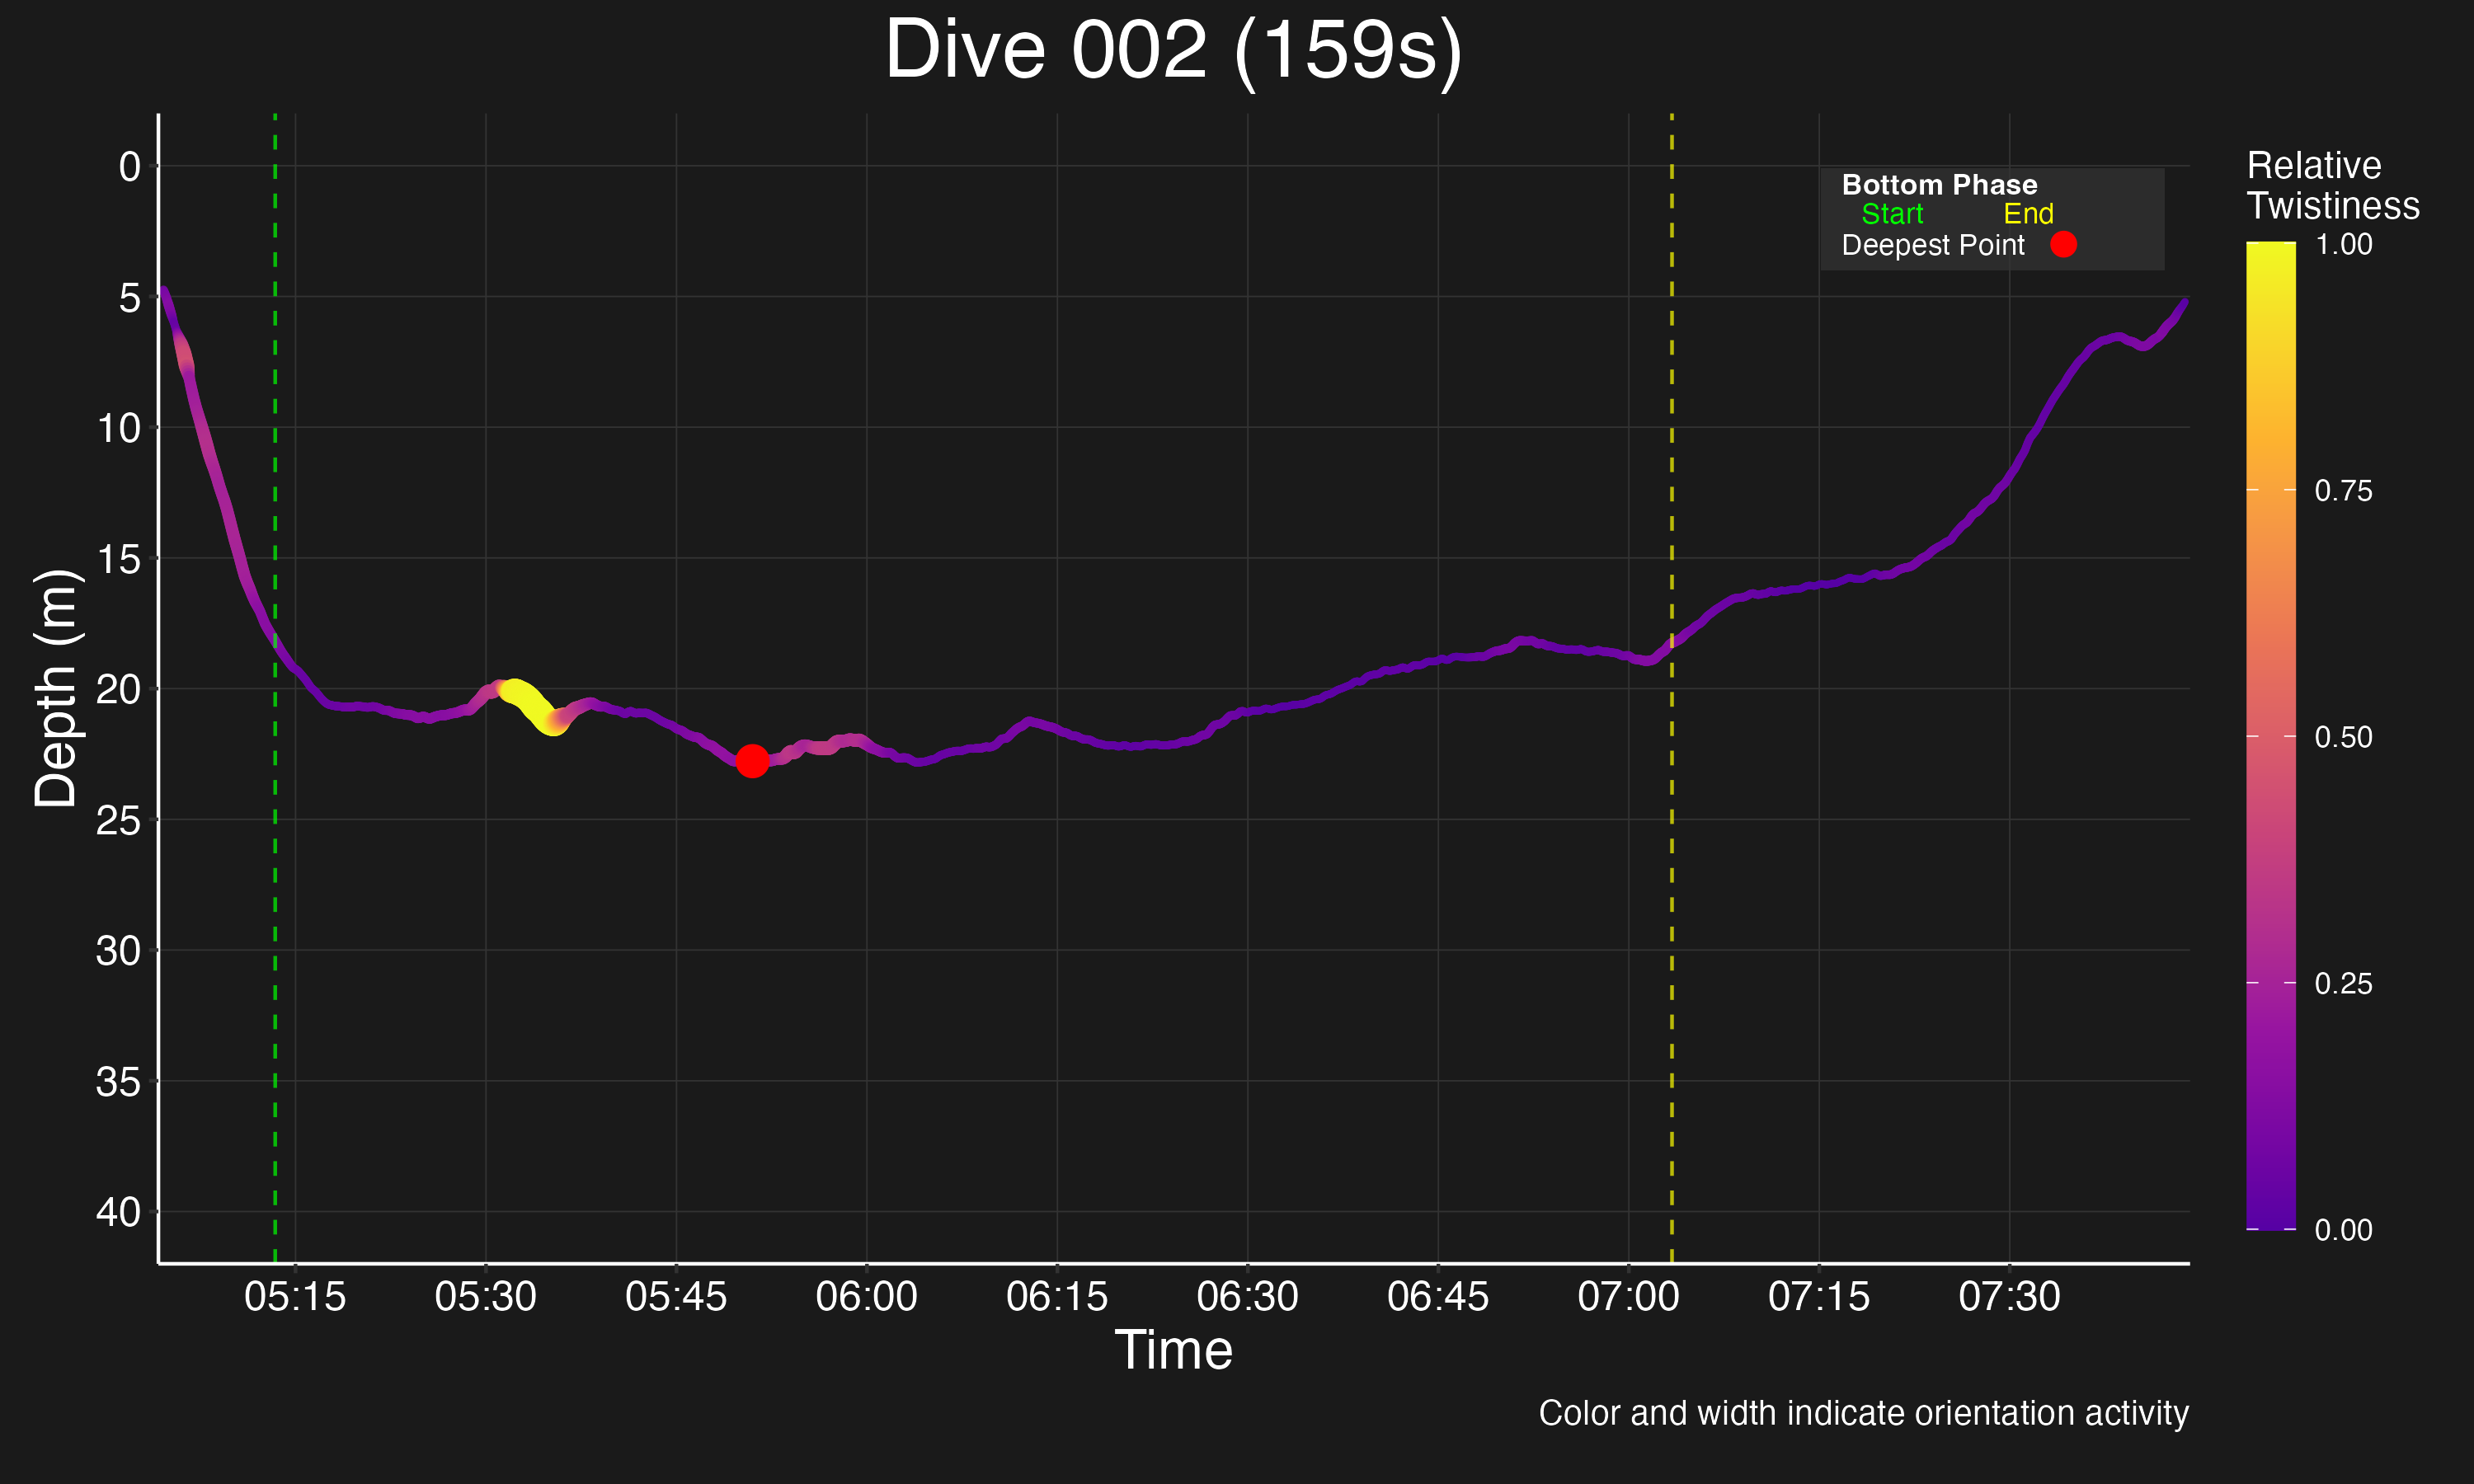 Dive 002 (159s)
Depth (m)
0
5
10
15
20
25
30
35
40
Bottom Phase
Start End
Deepest Point
Relative
Twistiness
1.00
0.75
0.50
0.25
0.00
05:15 05:30 05:45 06:00 06:15 06:30 06:45 07:00 07:15 07:30
Time
Color and width indicate orientation activity